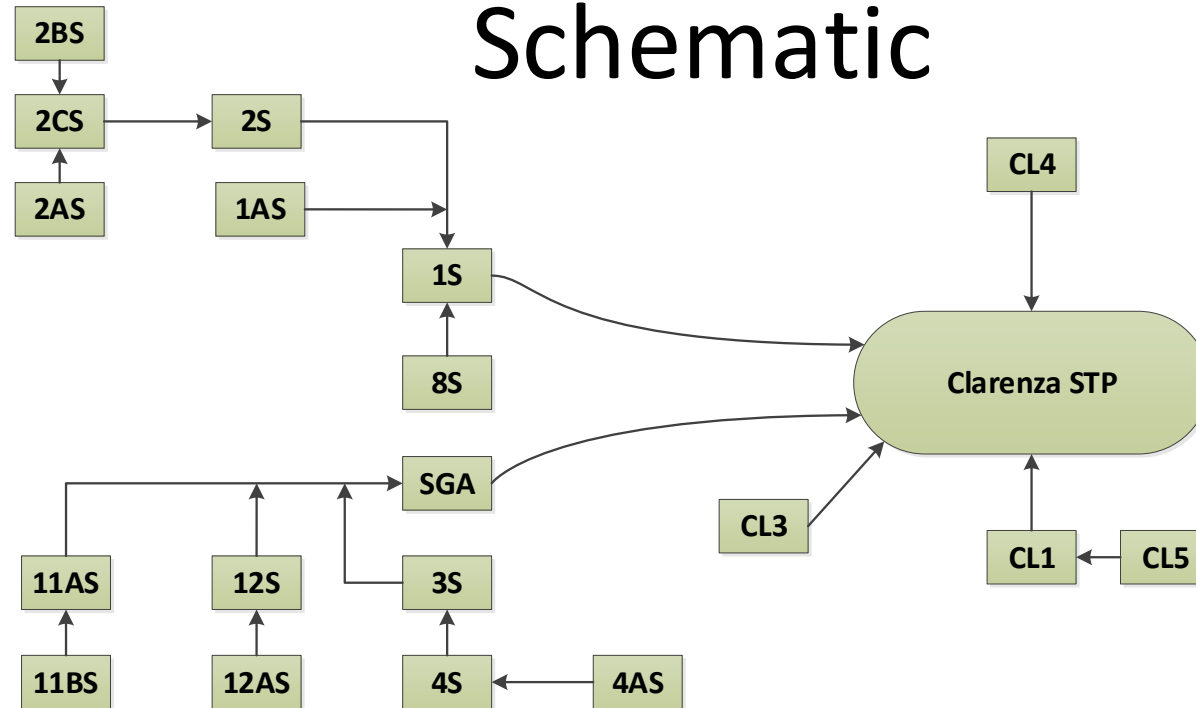 Schematic
2BS
2CS
2S
CL4
2AS
1AS
1S
8S
Clarenza STP
SGA
CL3
CL1
CL5
11AS
12S
3S
11BS
12AS
4S
4AS